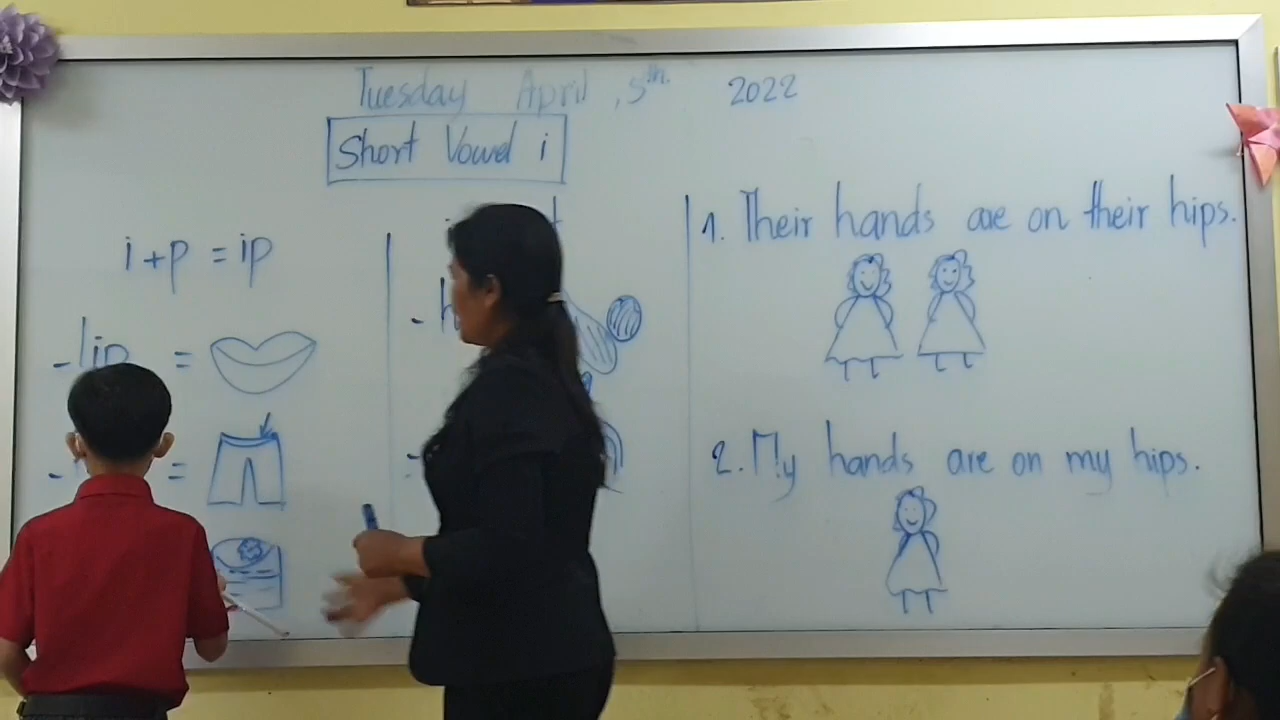 Tuesday April, 5th. 2022
Short Vowel i
i+p = ip
-lip =
=
1. Their hands are on their hips.
2. My hands are on my hips.